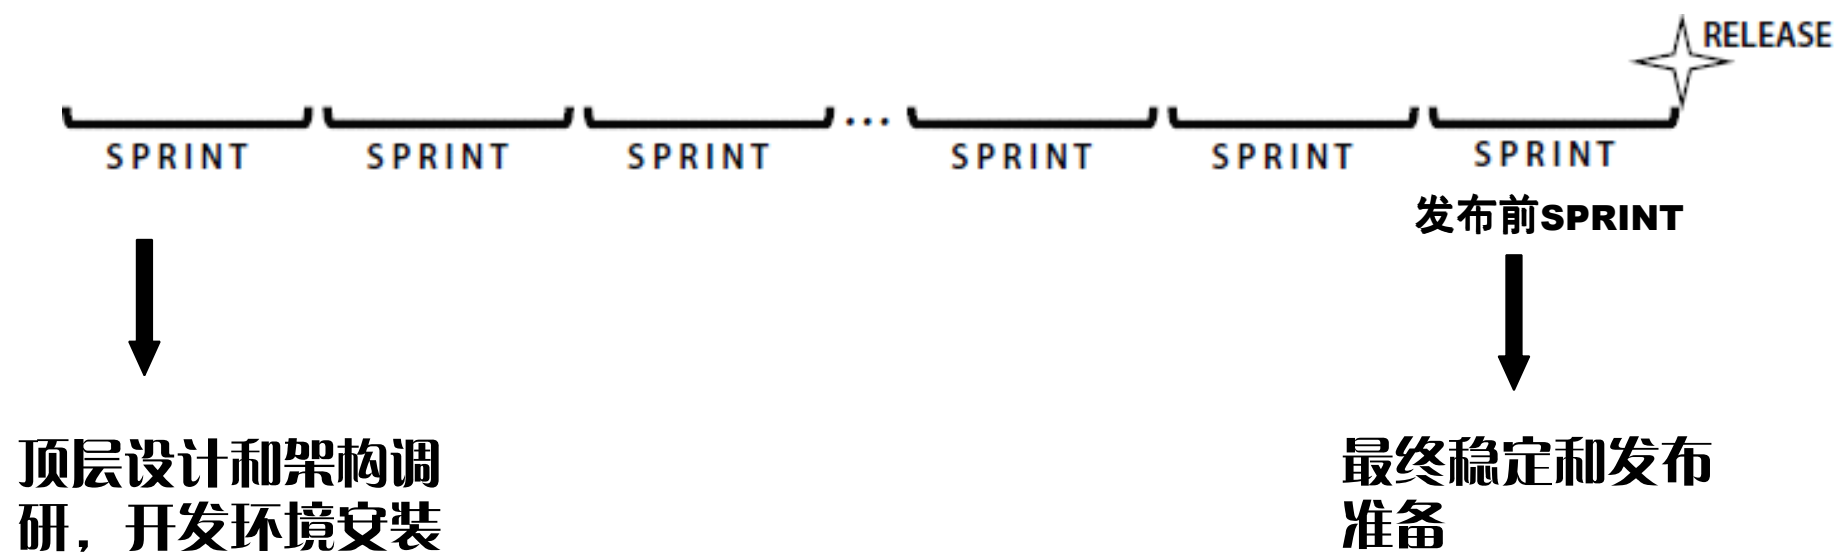 RELEASE
...
SPRINT SPRINT SPRINT SPRINT SPRINT SPRINT
发布前SPRINT
顶层设计和架构调
研，开发环境安装
最终稳定和发布
准备